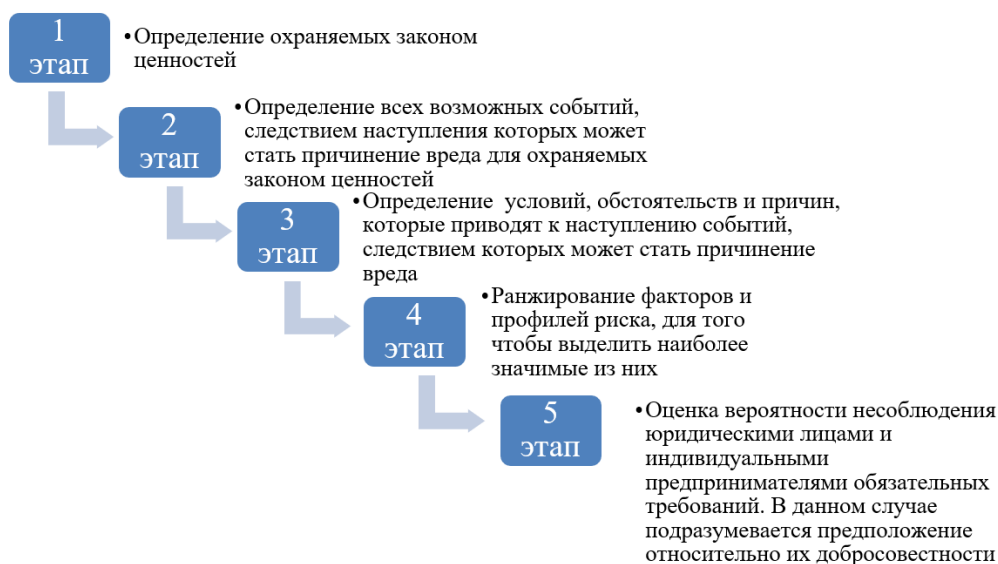 1
этап
•Определение охраняемых законом
ценностей
2
этап
•Определение всех возможных событий,
следствием наступления которых может
стать причинение вреда для охраняемых
законом ценностей
3
этап
•Определение условий, обстоятельств и причин,
которые приводят к наступлению событий,
следствием которых может стать причинение
вреда
4
этап
•Ранжирование факторов и
профилей риска, для того
чтобы выделить наиболее
значимые из них
5
этап
•Оценка вероятности несоблюдения
юридическими лицами и
индивидуальными
предпринимателями обязательных
требований. В данном случае
подразумевается предположение
относительно их добросовестности